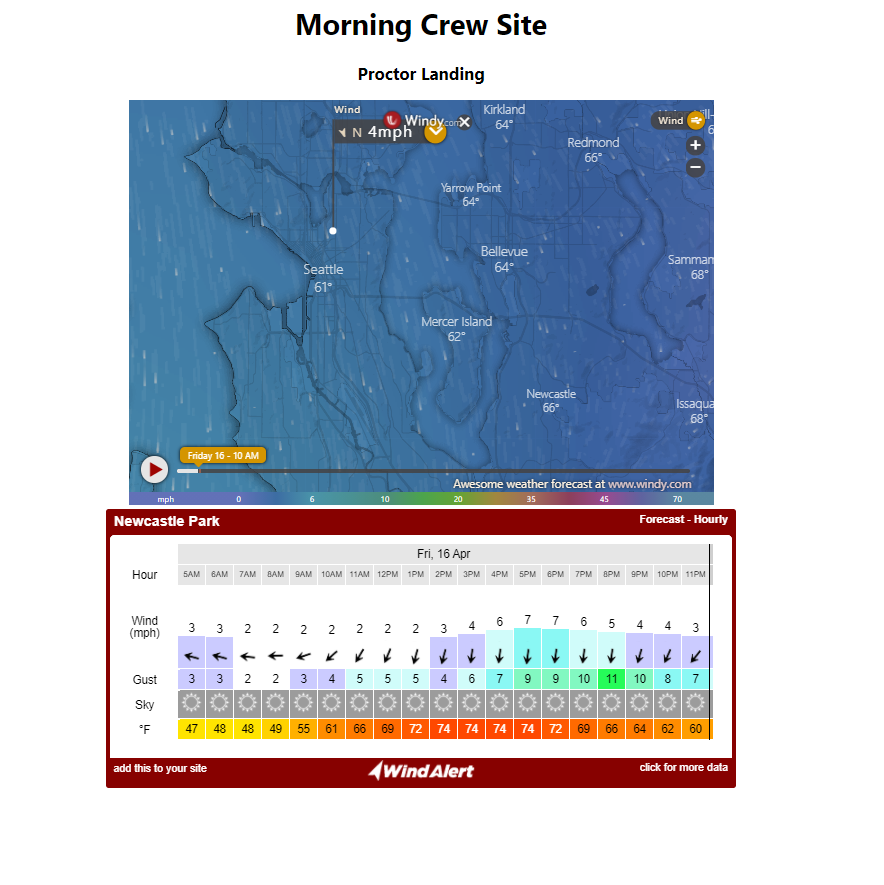 Morning Crew Site
Proctor Landing
Wind
Windy.com
N 4mph
Kirkland
64°
Wind
Redmond
66°
+
−
Yarrow Point
64°
Bellevue
64°
Seattle
61°
Samman
68°
Mercer Island
62°
Newcastle
66°
Issaqua
68°
Friday 16 - 10 AM
Awesome weather forecast at www.windy.com
mph 0 6 10 20 35 45 70
Newcastle Park Forecast - Hourly
Fri, 16 Apr
Hour 5AM 6AM 7AM 8AM 9AM 10AM 11AM 12PM 1PM 2PM 3PM 4PM 5PM 6PM 7PM 8PM 9PM 10PM 11PM
Wind (mph) 3 3 2 2 2 2 2 2 2 3 4 6 7 7 6 5 4 4 3
Gust 3 3 2 2 3 4 5 5 5 4 6 7 9 9 10 11 10 8 7
Sky
°F 47 48 48 49 55 61 66 69 72 74 74 74 74 72 69 66 64 62 60
add this to your site WindAlert click for more data